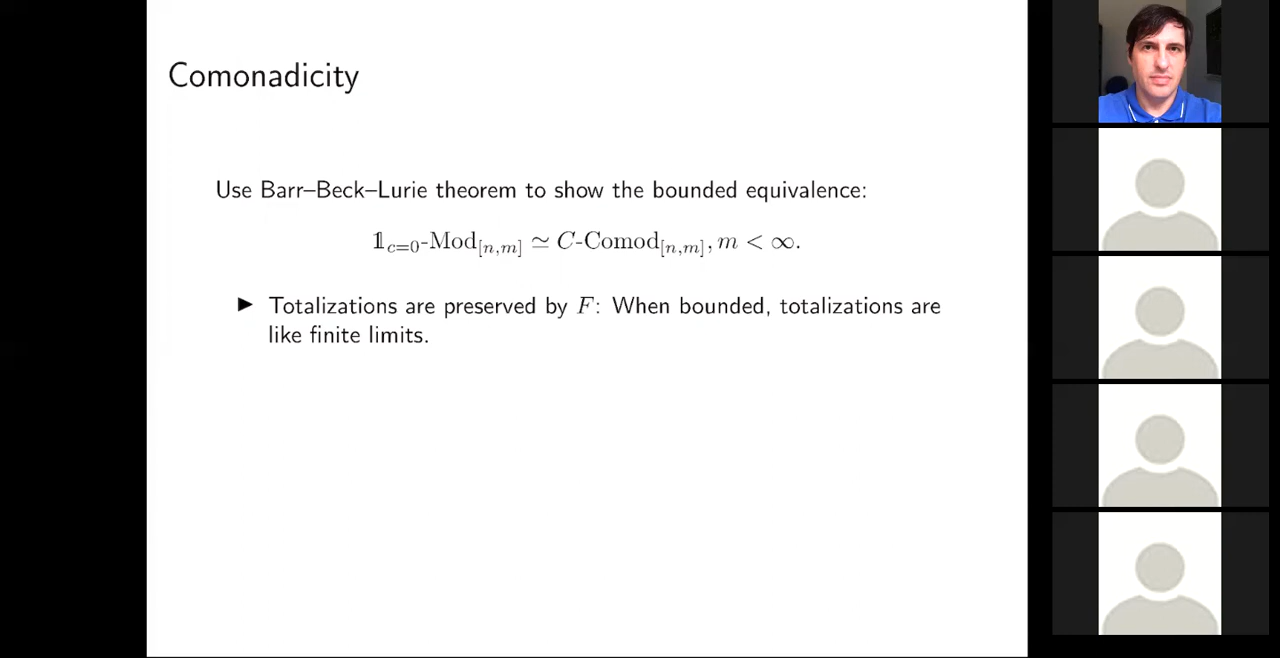 Comonadicity
Use Barr–Beck–Lurie theorem to show the bounded equivalence:
𝟙_{c=0}-Mod_{[n,m]} ≃ C-Comod_{[n,m]}, m < ∞.
► Totalizations are preserved by F: When bounded, totalizations are
like finite limits.